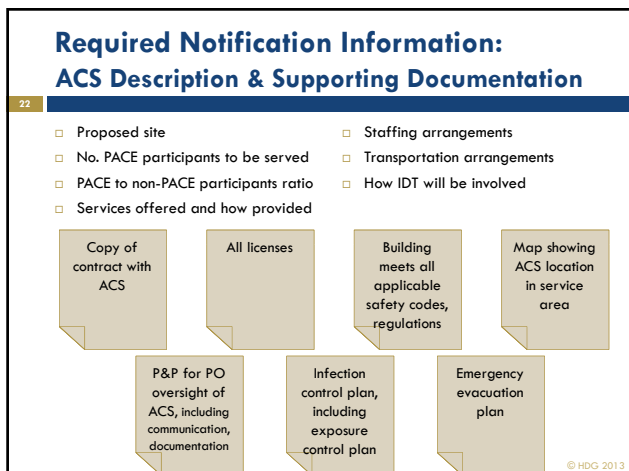 Required Notification Information:
ACS Description & Supporting Documentation
22
□ Proposed site
□ No. PACE participants to be served
□ PACE to non-PACE participants ratio
□ Services offered and how provided
□ Staffing arrangements
□ Transportation arrangements
□ How IDT will be involved
Copy of
contract with
ACS
All licenses
Building
meets all
applicable
safety codes,
regulations
Map showing
ACS location
in service
area
P&P for PO
oversight of
ACS, including
communication,
documentation
Infection
control plan,
including
exposure
control plan
Emergency
evacuation
plan
© HDG 2013